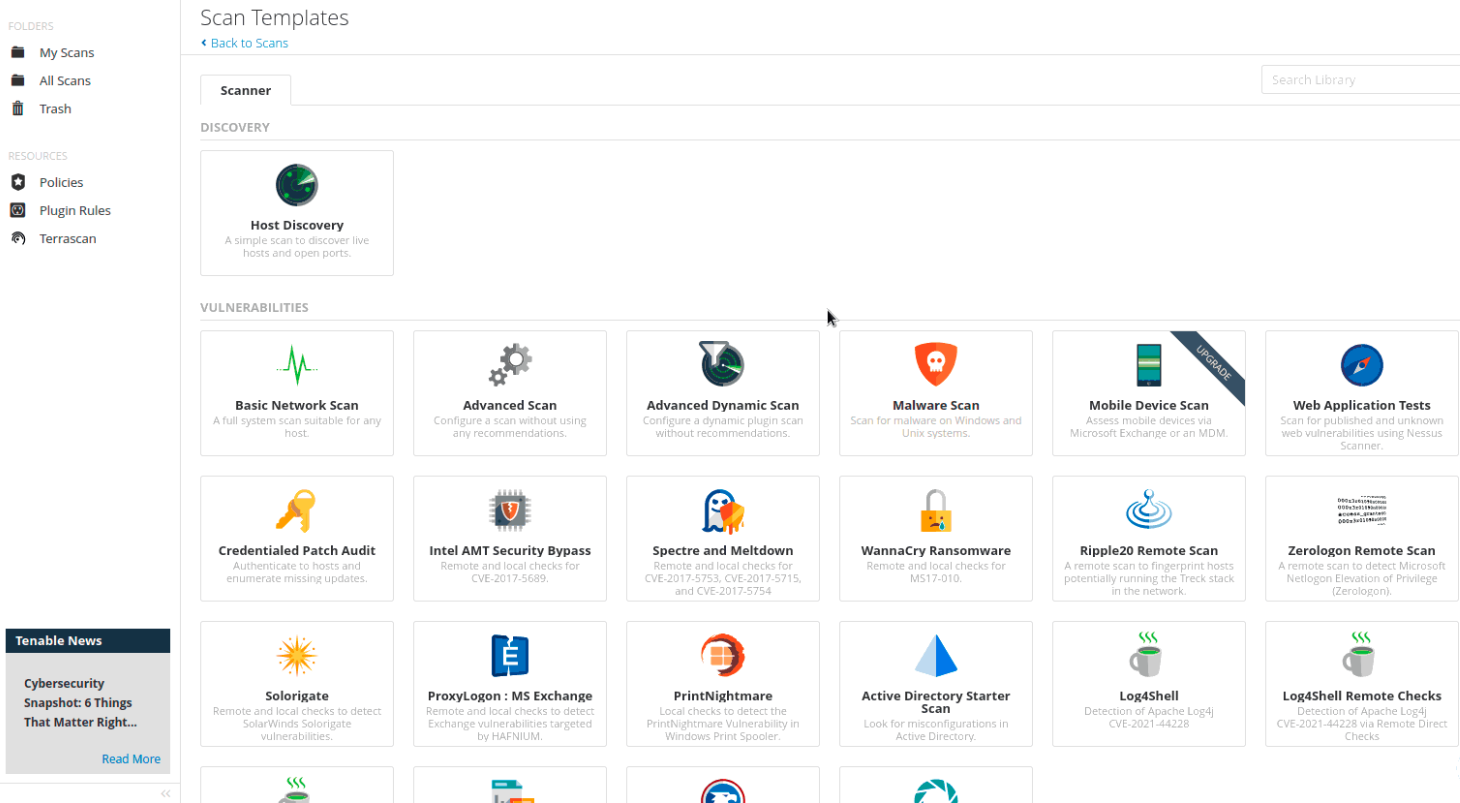 Scan Templates
Back to Scans
FOLDERS
My Scans
All Scans
Trash
RESOURCES
Policies
Plugin Rules
Terrascan
Tenable News
Cybersecurity
Snapshot: 6 Things
That Matter Right...
Read More
Scanner
Search Library
DISCOVERY
Host Discovery
A simple scan to discover live
hosts and open ports.
VULNERABILITIES
Basic Network Scan
A full system scan suitable for any
host.
Advanced Scan
Configure a scan without using
any recommendations.
Advanced Dynamic Scan
Configure a dynamic plugin scan
without recommendations.
Malware Scan
Scan for malware on Windows and
Unix systems.
UPGRADE
Mobile Device Scan
Assess mobile devices via
Microsoft Exchange or an MDM.
Web Application Tests
Scan for published and unknown
web vulnerabilities using Nessus
Scanner.
Credentialed Patch Audit
Authenticate to hosts and
enumerate missing updates.
Intel AMT Security Bypass
Remote and local checks for
CVE-2017-5689.
Spectre and Meltdown
Remote and local checks for
CVE-2017-5753, CVE-2017-5715,
and CVE-2017-5754
WannaCry Ransomware
Remote and local checks for
MS17-010.
Ripple20 Remote Scan
A remote scan to fingerprint hosts
potentially running the Treck stack
in the network.
Zerologon Remote Scan
A remote scan to detect Microsoft
Netlogon Elevation of Privilege
(Zerologon).
Solorigate
Remote and local checks to detect
SolarWinds Solorigate
vulnerabilities.
ProxyLogon : MS Exchange
Remote and local checks to detect
Exchange vulnerabilities targeted
by HAFNIUM.
PrintNightmare
Local checks to detect the
PrintNightmare Vulnerability in
Windows Print Spooler.
Active Directory Starter
Scan
Look for misconfigurations in
Active Directory.
Log4Shell
Detection of Apache Log4j
CVE-2021-44228
Log4Shell Remote Checks
Detection of Apache Log4j
CVE-2021-44228 via Remote Direct
Checks